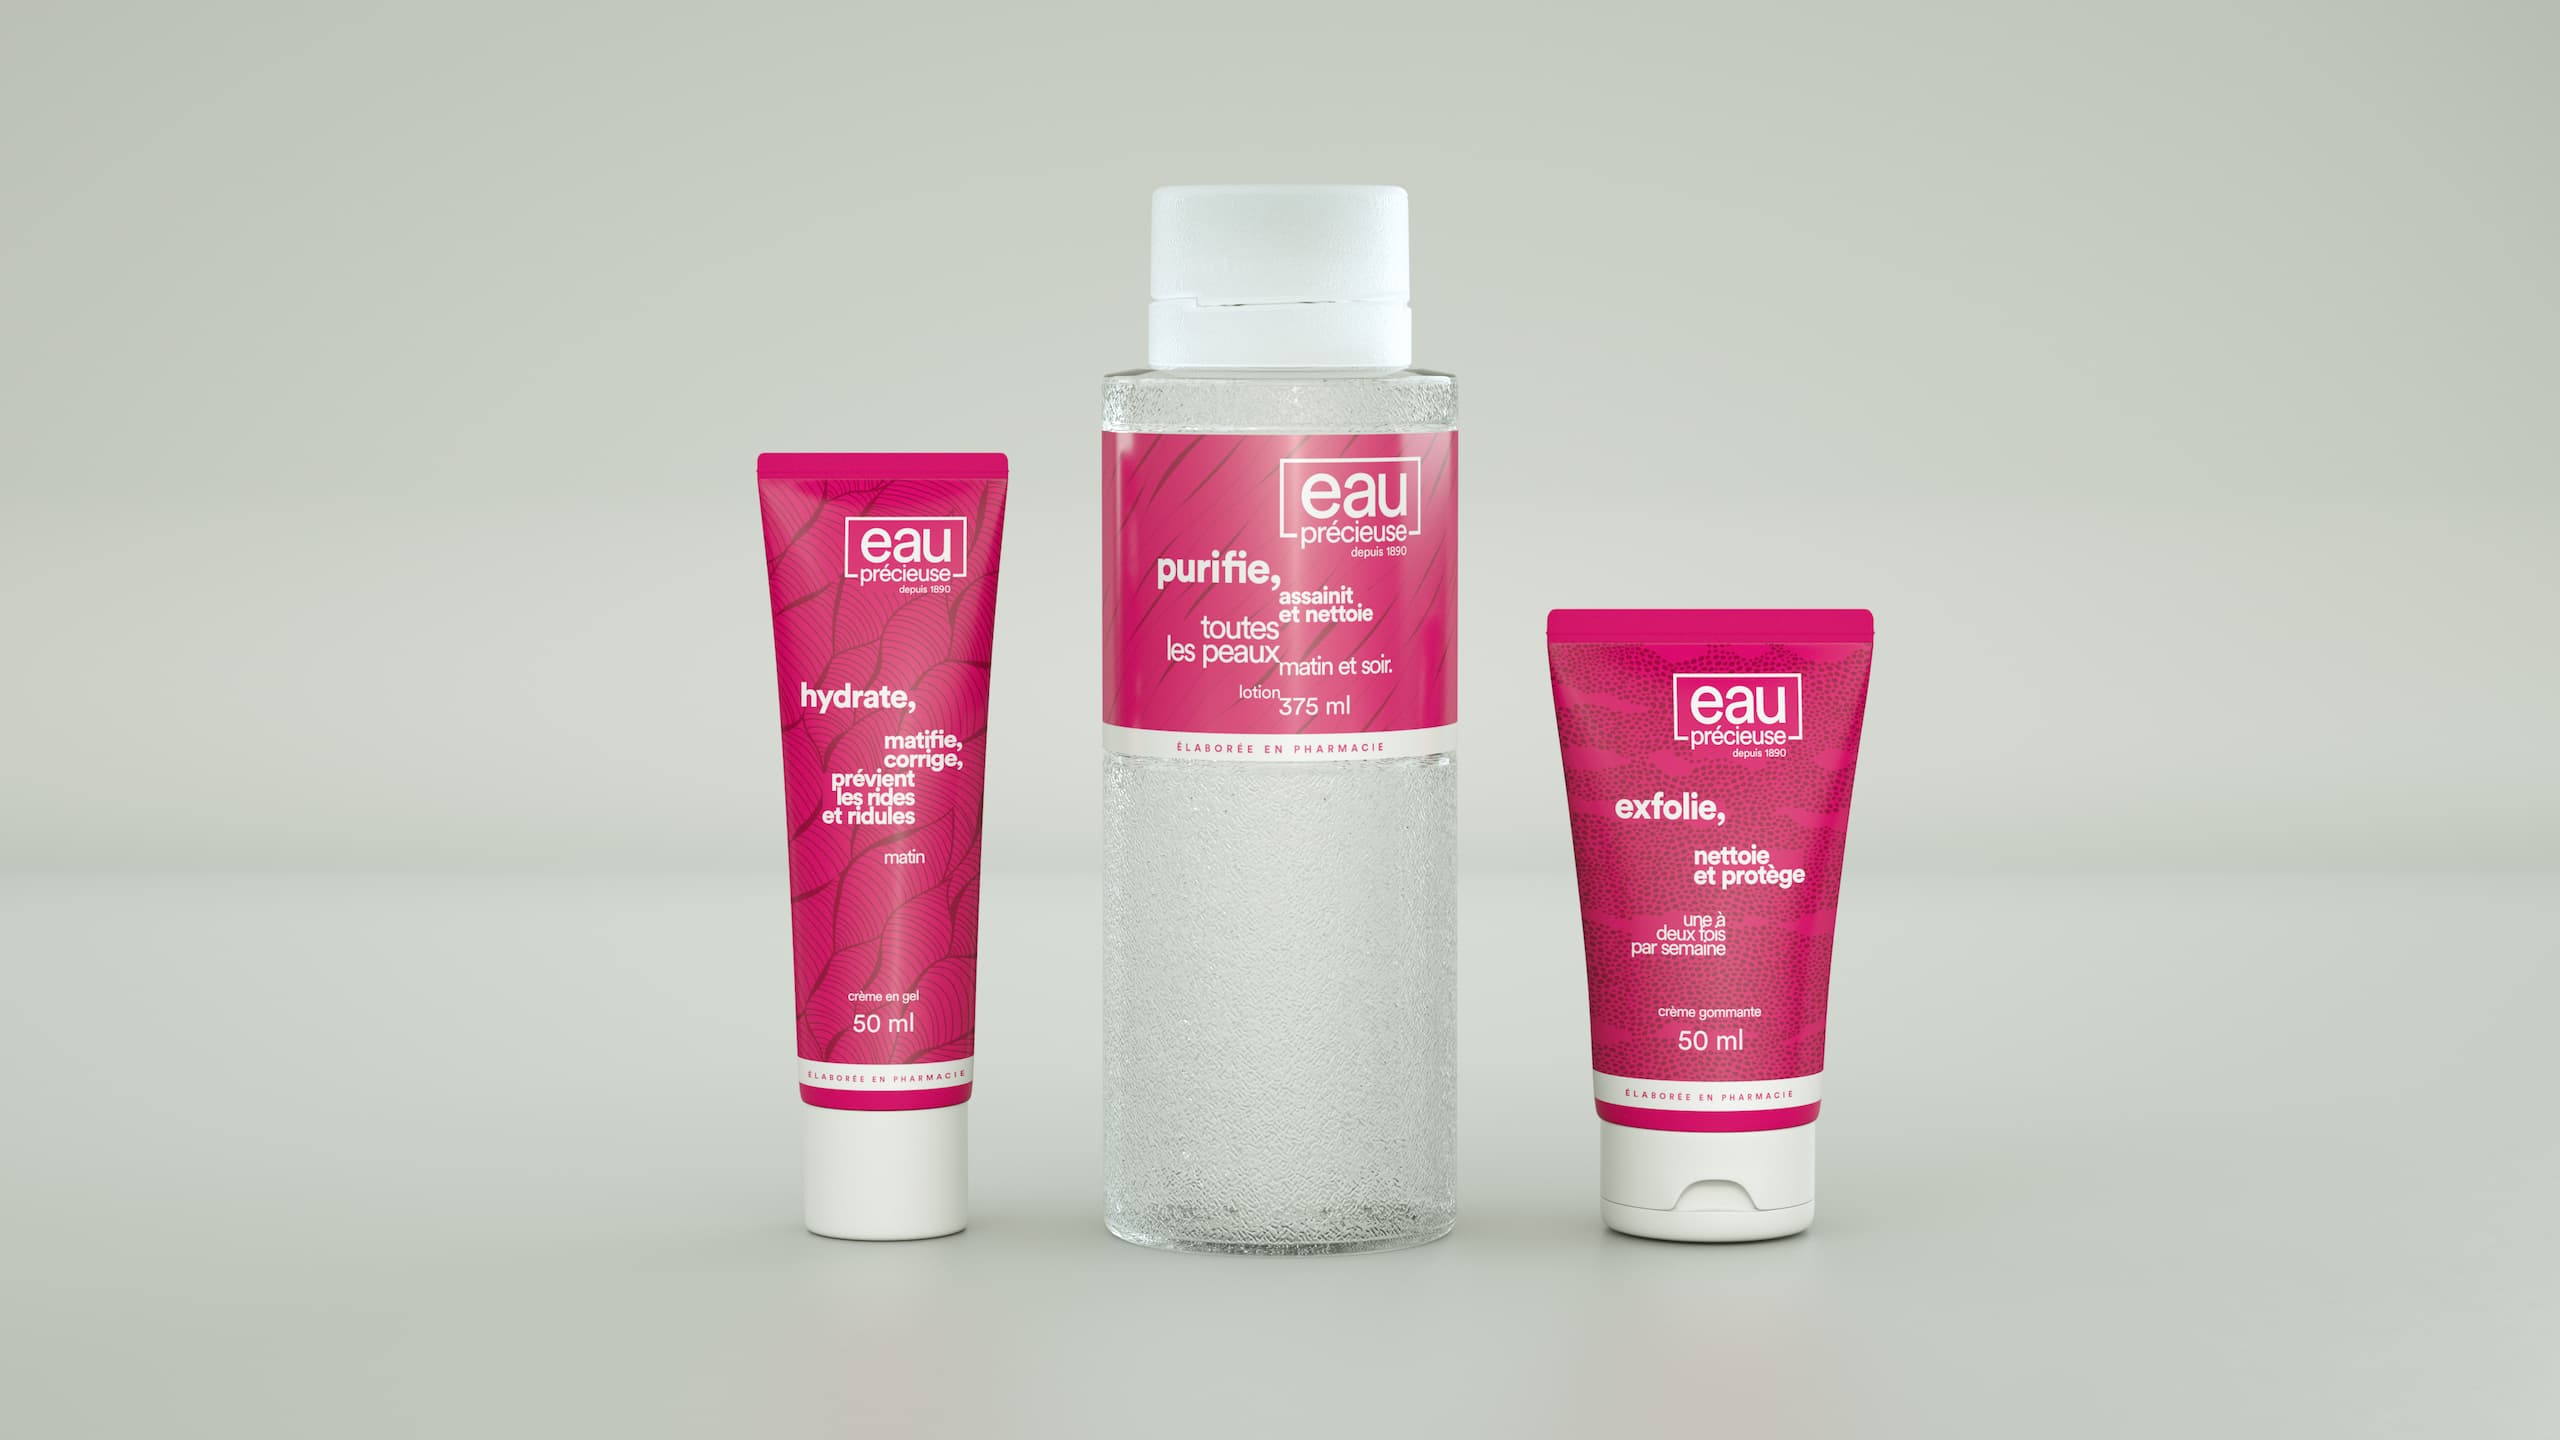 eau
précieuse
depuis 1890
hydrate,
matifie,
corrige,
prévient
les rides
et ridules
matin
crème en gel
50 ml
ÉLABORÉE EN PHARMACIE
eau
précieuse
depuis 1890
purifie,
assainit
et nettoie
toutes
les peaux
matin et soir.
lotion
375 ml
ÉLABORÉE EN PHARMACIE
eau
précieuse
depuis 1890
exfolie,
nettoie
et protège
une à
deux fois
par semaine
crème gommante
50 ml
ÉLABORÉE EN PHARMACIE